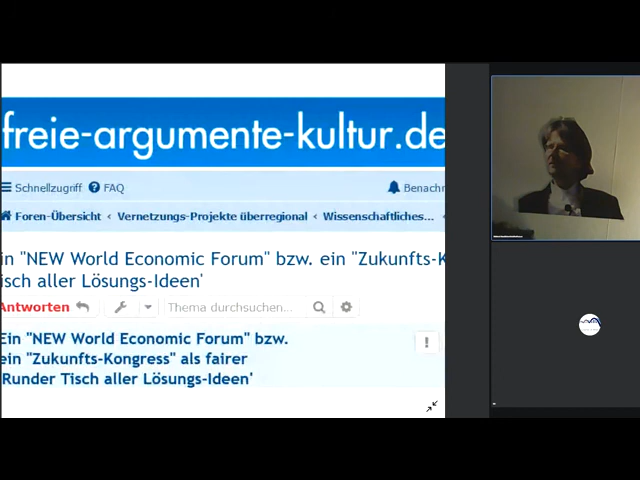 freie-argumente-kultur.de
Schnellzugriff FAQ Benachr
Foren-Übersicht ‹ Vernetzungs-Projekte überregional ‹ Wissenschaftliches...
in "NEW World Economic Forum" bzw. ein "Zukunfts-K
isch aller Lösungs-Ideen'
Antworten Thema durchsuchen...
Ein "NEW World Economic Forum" bzw.
ein "Zukunfts-Kongress" als fairer
'Runder Tisch aller Lösungs-Ideen'